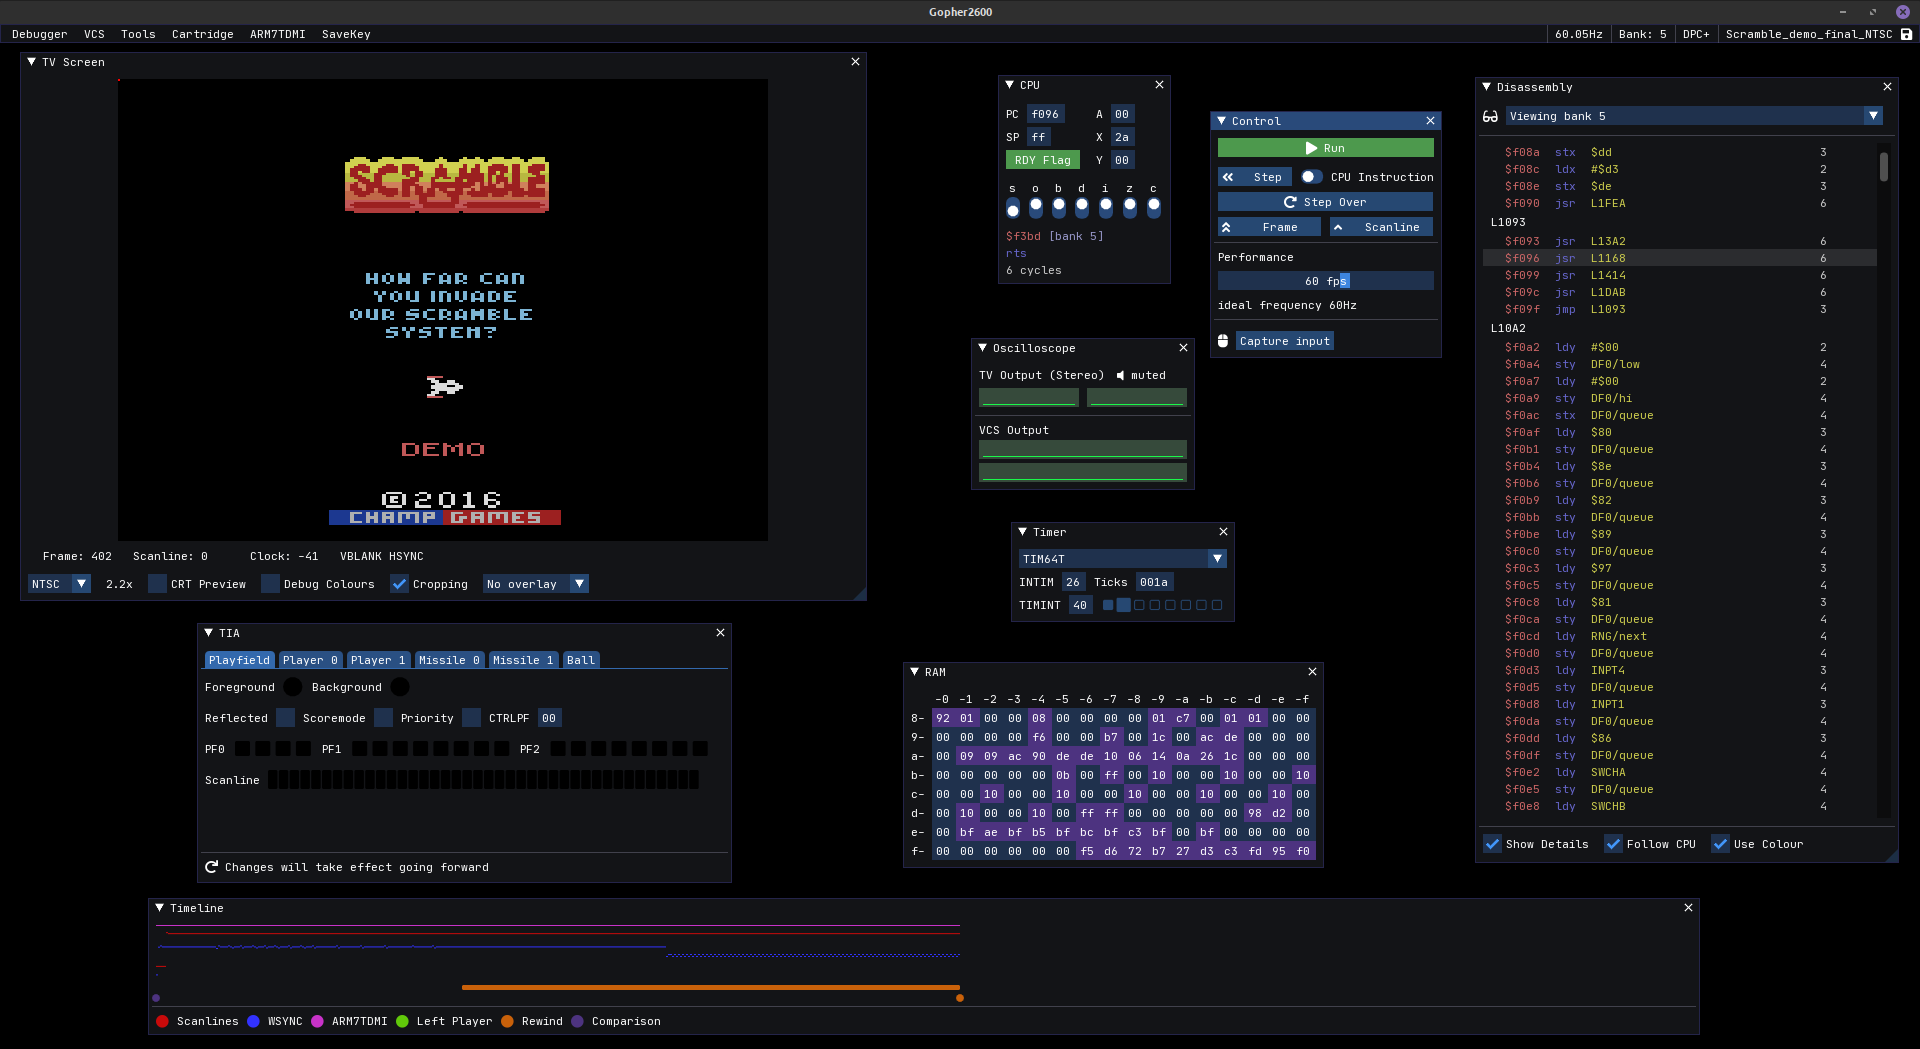 Gopher2600
Debugger VCS Tools Cartridge ARM7TDMI SaveKey
60.05Hz Bank: 5 DPC+ Scramble_demo_final_NTSC
TV Screen
SCRAMBLE
HOW FAR CAN
YOU INVADE
OUR SCRAMBLE
SYSTEM?
DEMO
©2016
CHAMP GAMES
Frame: 402 Scanline: 0 Clock: -41 VBLANK HSYNC
NTSC 2.2x CRT Preview Debug Colours Cropping No overlay
CPU
PC f096 A 00
SP ff X 2a
RDY Flag Y 00
s o b d i z c
$f3bd [bank 5]
rts
6 cycles
Control
Run
Step CPU Instruction
Step Over
Frame Scanline
Performance
60 fps
ideal frequency 60Hz
Capture input
Oscilloscope
TV Output (Stereo) muted
VCS Output
Timer
TIM64T
INTIM 26 Ticks 001a
TIMINT 40
Disassembly
Viewing bank 5
$f08a stx $dd 3
$f08c ldx #$d3 2
$f08e stx $de 3
$f090 jsr L1FEA 6
L1093
$f093 jsr L13A2 6
$f096 jsr L1168 6
$f099 jsr L1414 6
$f09c jsr L1DAB 6
$f09f jmp L1093 3
L10A2
$f0a2 ldy #$00 2
$f0a4 sty DF0/low 4
$f0a7 ldy #$00 2
$f0a9 sty DF0/hi 4
$f0ac stx DF0/queue 4
$f0af ldy $80 3
$f0b1 sty DF0/queue 4
$f0b4 ldy $8e 3
$f0b6 sty DF0/queue 4
$f0b9 ldy $82 3
$f0bb sty DF0/queue 4
$f0be ldy $89 3
$f0c0 sty DF0/queue 4
$f0c3 ldy $97 3
$f0c5 sty DF0/queue 4
$f0c8 ldy $81 3
$f0ca sty DF0/queue 4
$f0cd ldy RNG/next 4
$f0d0 sty DF0/queue 4
$f0d3 ldy INPT4 3
$f0d5 sty DF0/queue 4
$f0d8 ldy INPT1 3
$f0da sty DF0/queue 4
$f0dd ldy $86 3
$f0df sty DF0/queue 4
$f0e2 ldy SWCHA 4
$f0e5 sty DF0/queue 4
$f0e8 ldy SWCHB 4
Show Details Follow CPU Use Colour
TIA
Playfield Player 0 Player 1 Missile 0 Missile 1 Ball
Foreground Background
Reflected Scoremode Priority CTRLPF 00
PF0 PF1 PF2
Scanline
Changes will take effect going forward
RAM
-0 -1 -2 -3 -4 -5 -6 -7 -8 -9 -a -b -c -d -e -f
8- 92 01 00 00 08 00 00 00 00 01 c7 00 01 01 00 00
9- 00 00 00 00 f6 00 00 b7 00 1c 00 ac de 00 00 00
a- 00 09 09 ac 90 de de 10 06 14 0a 26 1c 00 00 00
b- 00 00 00 00 00 0b 00 ff 00 10 00 00 10 00 00 10
c- 00 00 10 00 00 10 00 00 10 00 00 10 00 00 10 00
d- 00 10 00 00 10 00 ff ff 00 00 00 00 00 98 d2 00
e- 00 bf ae bf b5 bf bc bf c3 bf 00 bf 00 00 00 00
f- 00 00 00 00 00 00 f5 d6 72 b7 27 d3 c3 fd 95 f0
Timeline
Scanlines WSYNC ARM7TDMI Left Player Rewind Comparison